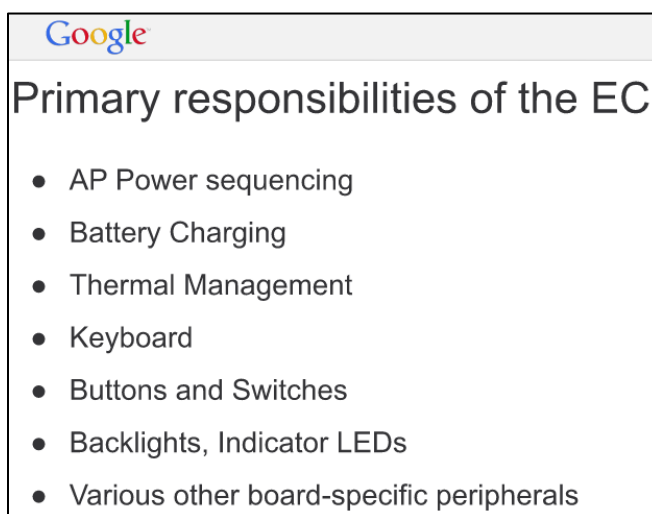 Google
Primary responsibilities of the EC
● AP Power sequencing
● Battery Charging
● Thermal Management
● Keyboard
● Buttons and Switches
● Backlights, Indicator LEDs
● Various other board-specific peripherals